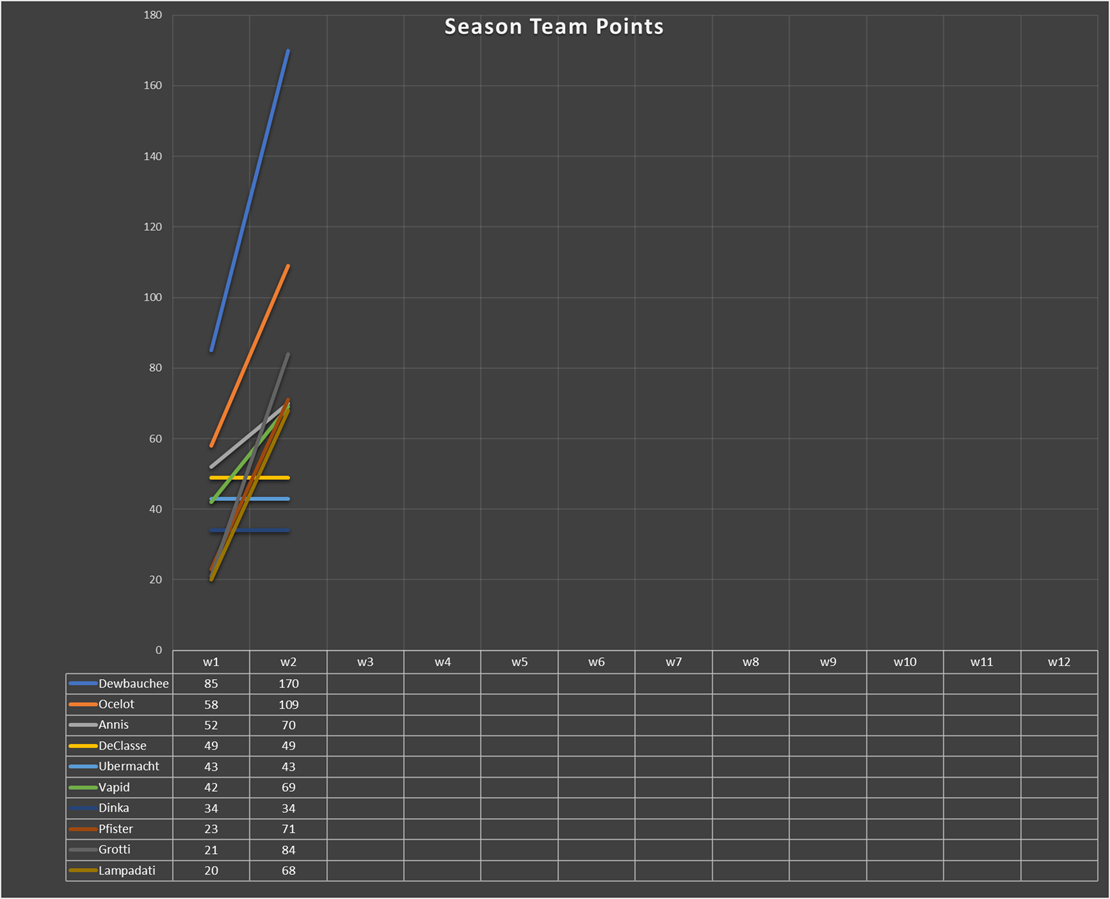 Season Team Points
180
160
140
120
100
80
60
40
20
0
w1 w2 w3 w4 w5 w6 w7 w8 w9 w10 w11 w12
Dewbauchee 85 170
Ocelot 58 109
Annis 52 70
DeClasse 49 49
Ubermacht 43 43
Vapid 42 69
Dinka 34 34
Pfister 23 71
Grotti 21 84
Lampadati 20 68